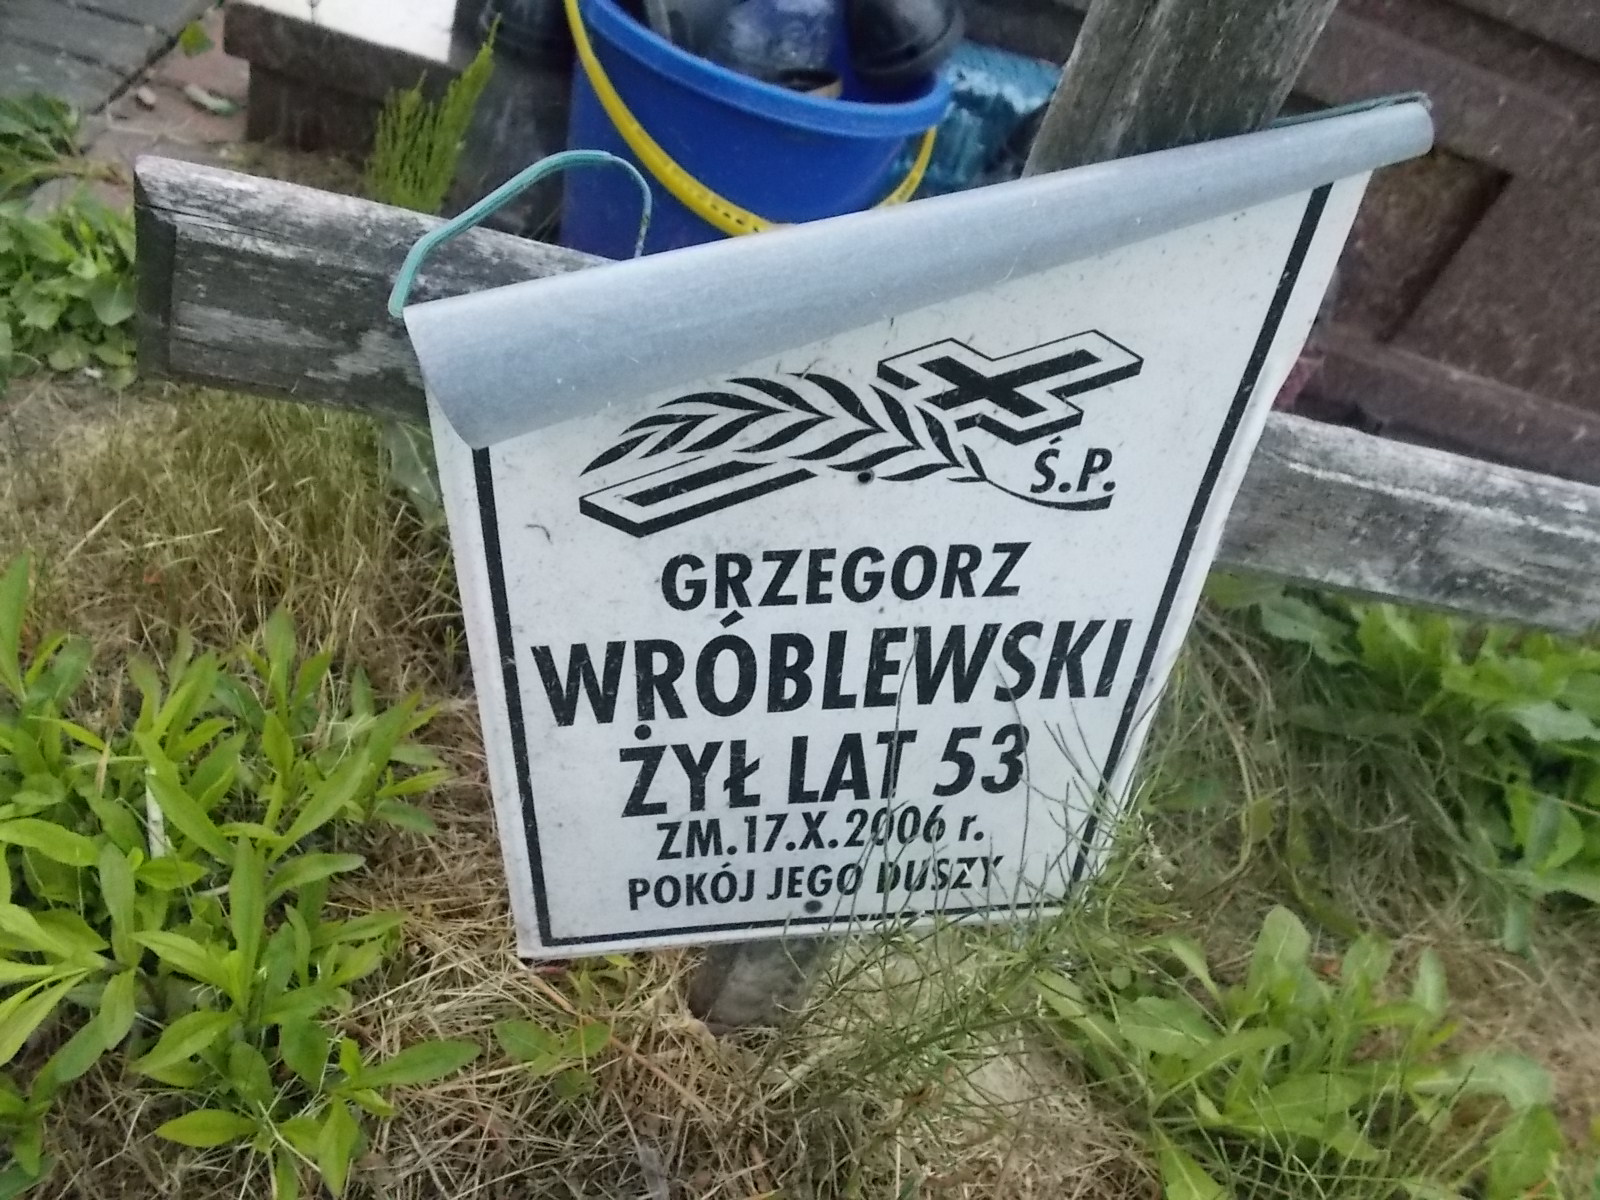 Ś.P.
GRZEGORZ
WRÓBLEWSKI
ŻYŁ LAT 53
ZM.17.X.2006 r.
POKÓJ JEGO DUSZY